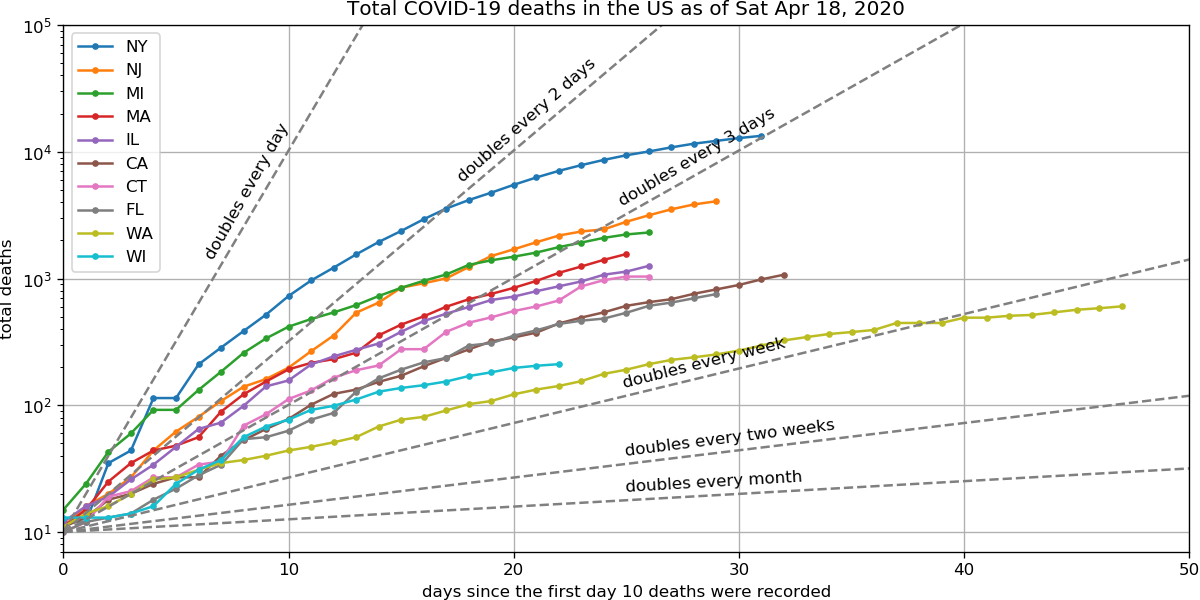 Total COVID-19 deaths in the US as of Sat Apr 18, 2020
10^5
10^4
10^3
10^2
10^1
total deaths
NY
NJ
MI
MA
IL
CA
CT
FL
WA
WI
doubles every day
doubles every 2 days
doubles every 3 days
doubles every week
doubles every two weeks
doubles every month
0 10 20 30 40 50
days since the first day 10 deaths were recorded